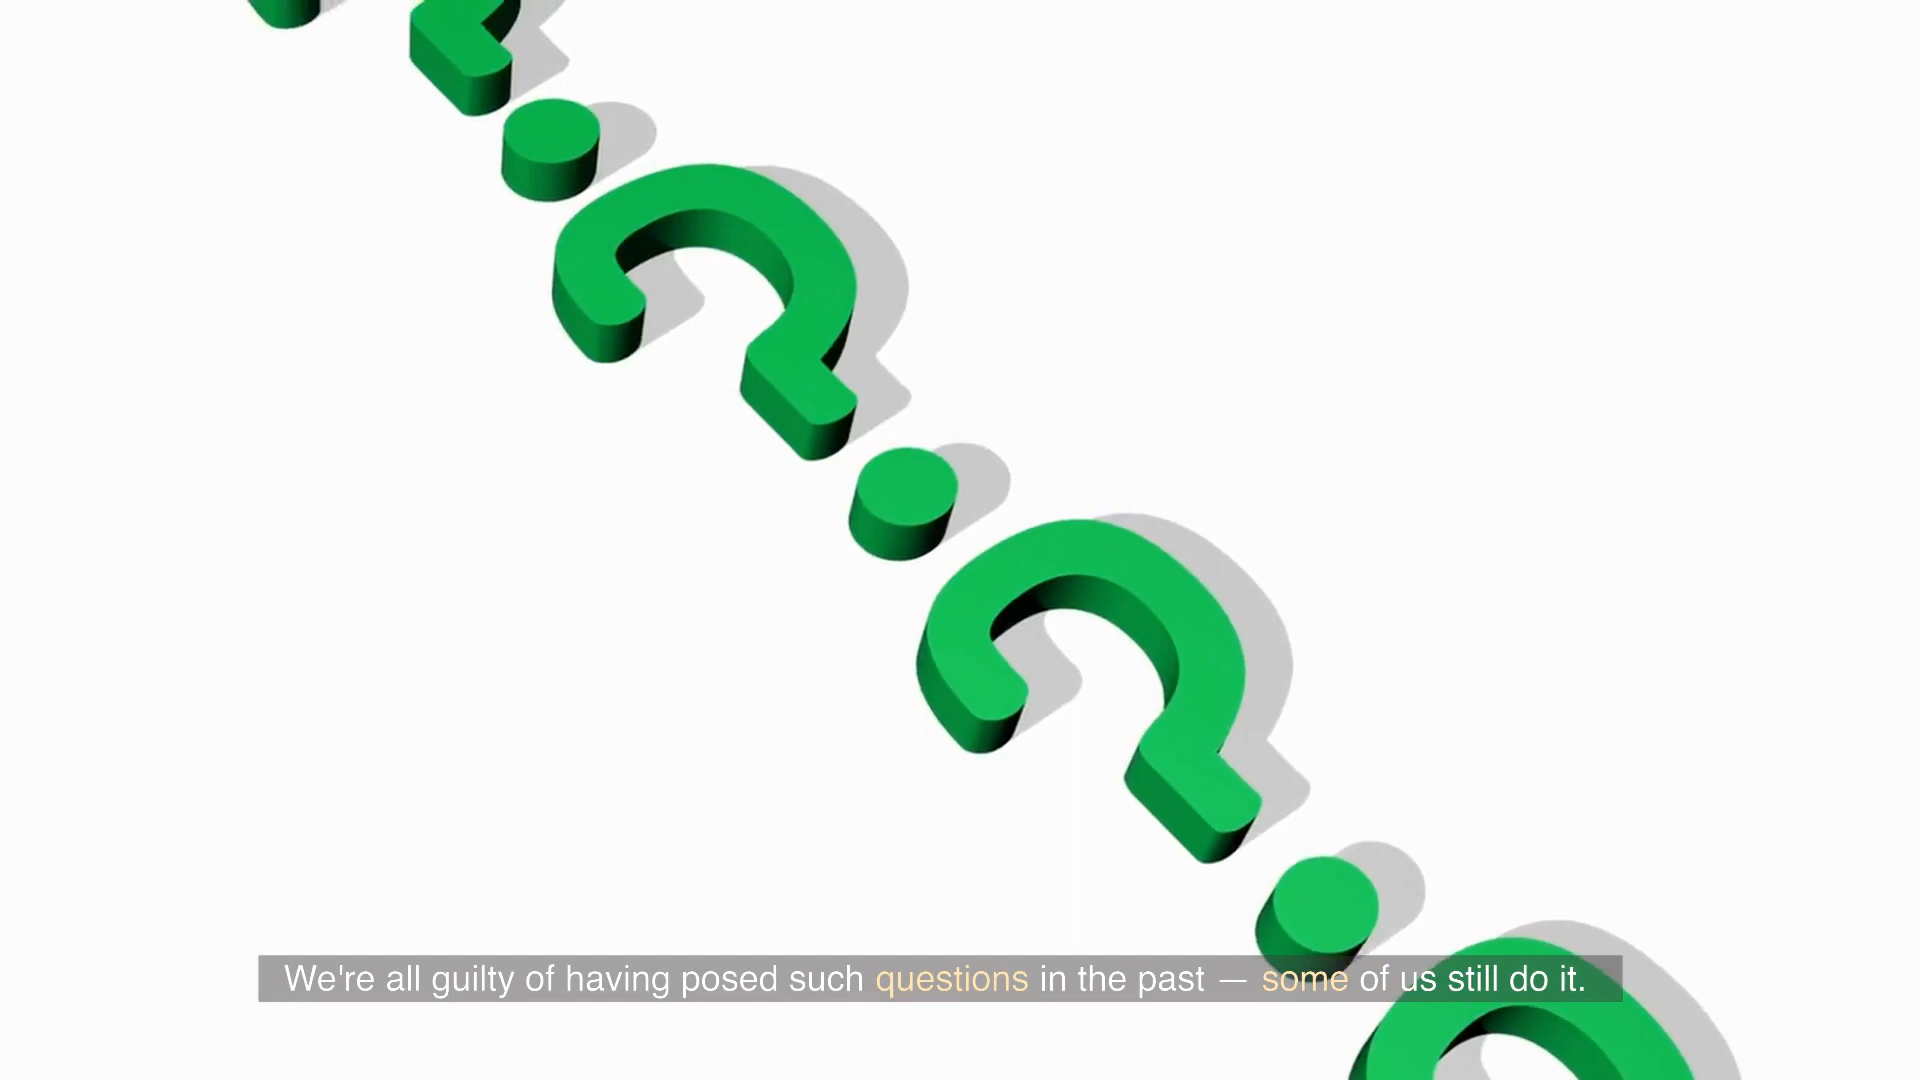 We're all guilty of having posed such questions in the past — some of us still do it.